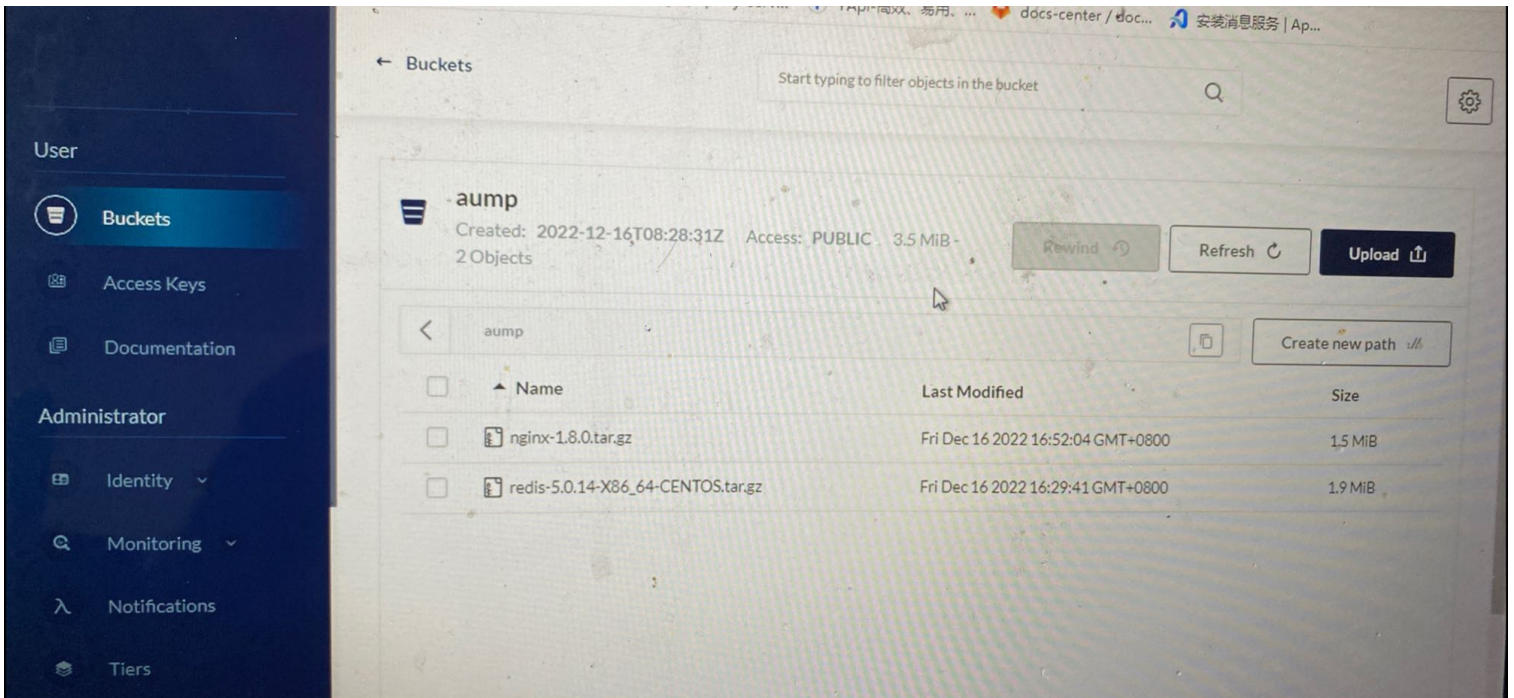 docs-center / doc...
安装消息服务 | Ap...
← Buckets
Start typing to filter objects in the bucket
User
Buckets
Access Keys
Documentation
Administrator
Identity
Monitoring
Notifications
Tiers
aump
Created: 2022-12-16T08:28:31Z Access: PUBLIC 3.5 MiB -
2 Objects
Rewind
Refresh
Upload
aump
Create new path
Name Last Modified Size
nginx-1.8.0.tar.gz Fri Dec 16 2022 16:52:04 GMT+0800 1.5 MiB
redis-5.0.14-X86_64-CENTOS.tar.gz Fri Dec 16 2022 16:29:41 GMT+0800 1.9 MiB